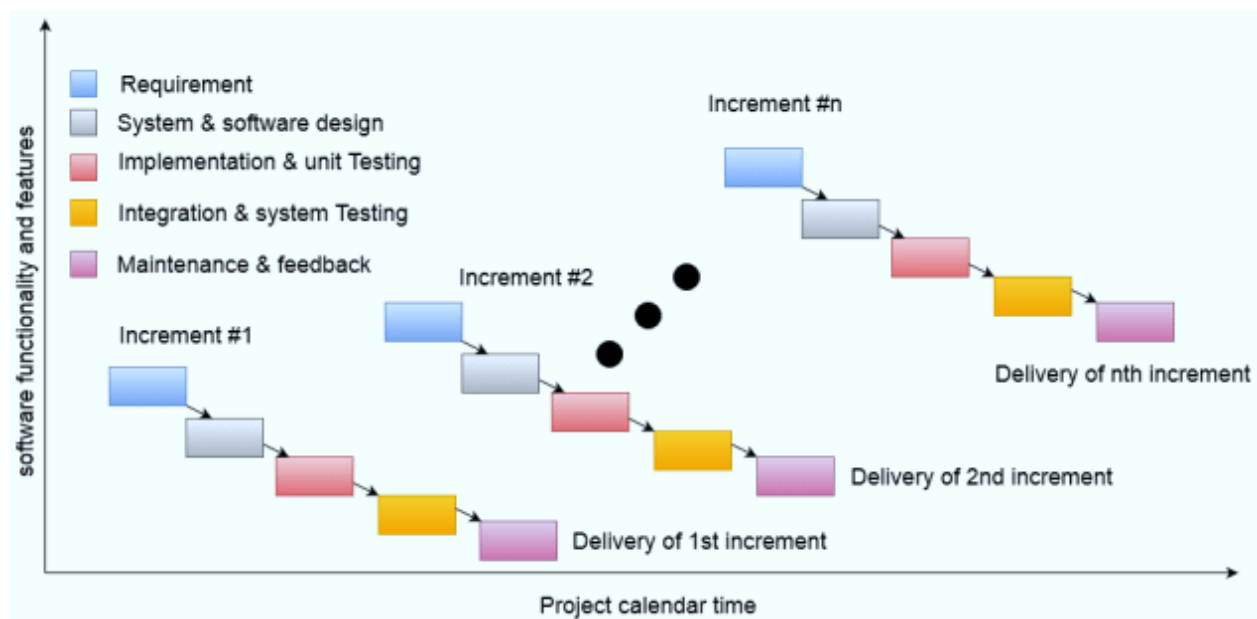 Requirement
System & software design
Implementation & unit Testing
Integration & system Testing
Maintenance & feedback
Increment #n
Increment #2
Increment #1
Delivery of nth increment
Delivery of 2nd increment
Delivery of 1st increment
software functionality and features
Project calendar time